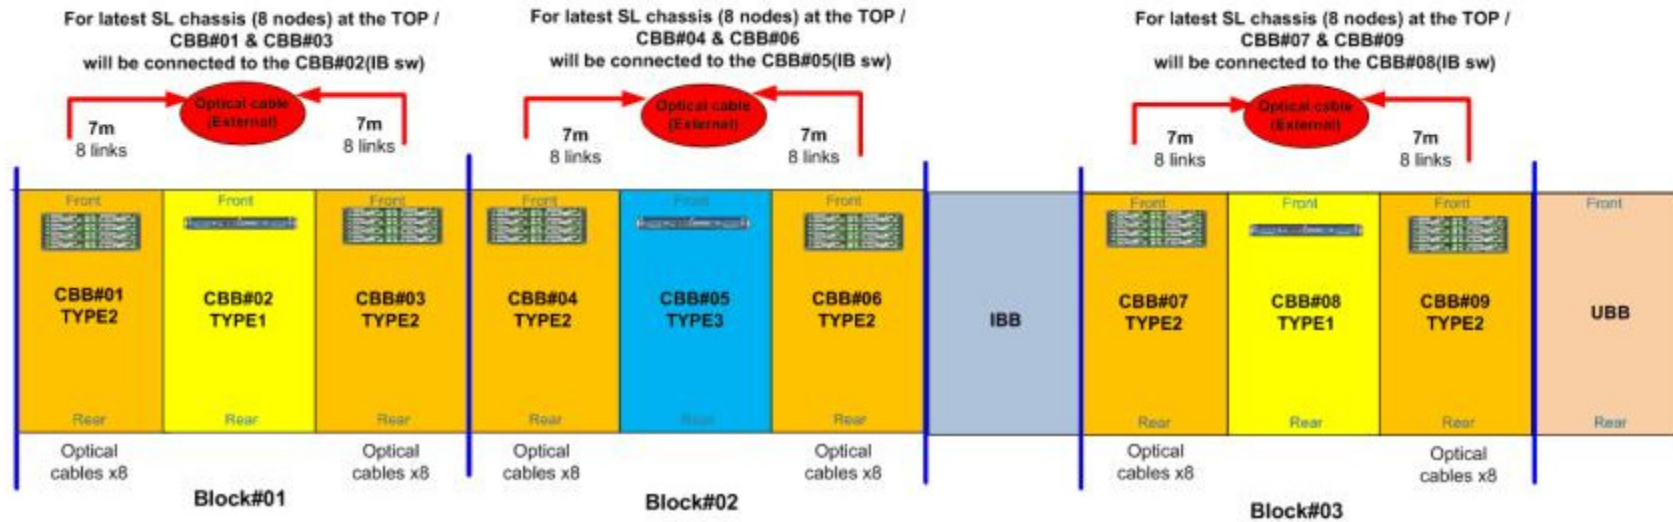 For latest SL chassis (8 nodes) at the TOP /
CBB#01 & CBB#03
will be connected to the CBB#02(IB sw)
Optical cable
(External)
7m
8 links
7m
8 links
For latest SL chassis (8 nodes) at the TOP /
CBB#04 & CBB#06
will be connected to the CBB#05(IB sw)
Optical cable
(External)
7m
8 links
7m
8 links
For latest SL chassis (8 nodes) at the TOP /
CBB#07 & CBB#09
will be connected to the CBB#08(IB sw)
Optical cable
(External)
7m
8 links
7m
8 links
Front
CBB#01
TYPE2
Rear
Optical
cables x8
Front
CBB#02
TYPE1
Rear
Front
CBB#03
TYPE2
Rear
Optical
cables x8
Block#01
Front
CBB#04
TYPE2
Rear
Optical
cables x8
Front
CBB#05
TYPE3
Rear
Front
CBB#06
TYPE2
Rear
Optical
cables x8
Block#02
IBB
Front
CBB#07
TYPE2
Rear
Optical
cables x8
Front
CBB#08
TYPE1
Rear
Front
CBB#09
TYPE2
Rear
Optical
cables x8
Block#03
Front
UBB
Rear